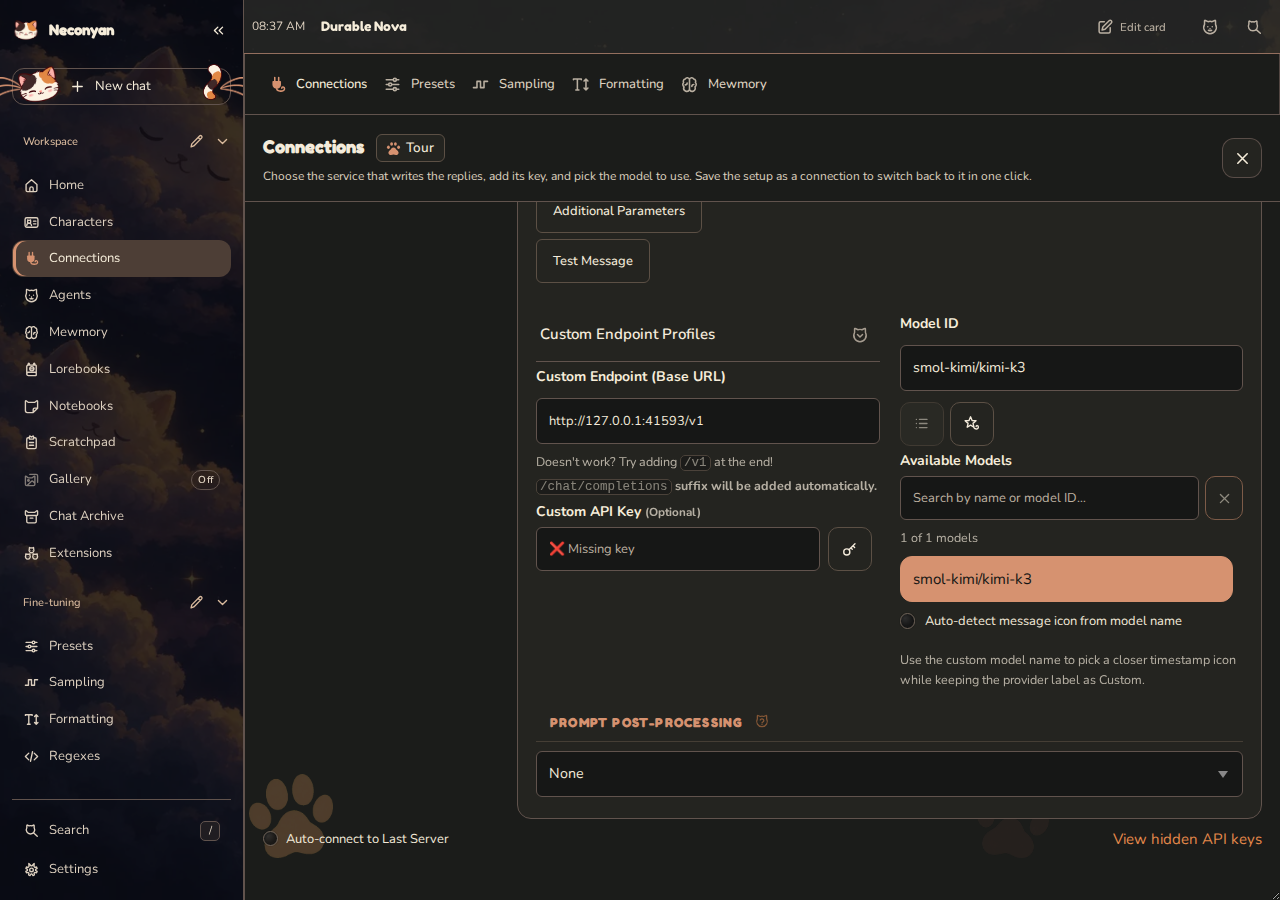 Neconyan
New chat
Workspace
Home
Characters
Connections
Agents
Mewmory
Lorebooks
Notebooks
Scratchpad
Gallery Off
Chat Archive
Extensions
Fine-tuning
Presets
Sampling
Formatting
Regexes
Search /
Settings
08:37 AM Durable Nova Edit card
Connections Presets Sampling Formatting Mewmory
Connections Tour
Choose the service that writes the replies, add its key, and pick the model to use. Save the setup as a connection to switch back to it in one click.
Additional Parameters
Test Message
Custom Endpoint Profiles
Custom Endpoint (Base URL)
http://127.0.0.1:41593/v1
Doesn't work? Try adding /v1 at the end!
/chat/completions suffix will be added automatically.
Custom API Key (Optional)
❌ Missing key
Model ID
smol-kimi/kimi-k3
Available Models
Search by name or model ID...
1 of 1 models
smol-kimi/kimi-k3
Auto-detect message icon from model name
Use the custom model name to pick a closer timestamp icon
while keeping the provider label as Custom.
PROMPT POST-PROCESSING
None
Auto-connect to Last Server
View hidden API keys